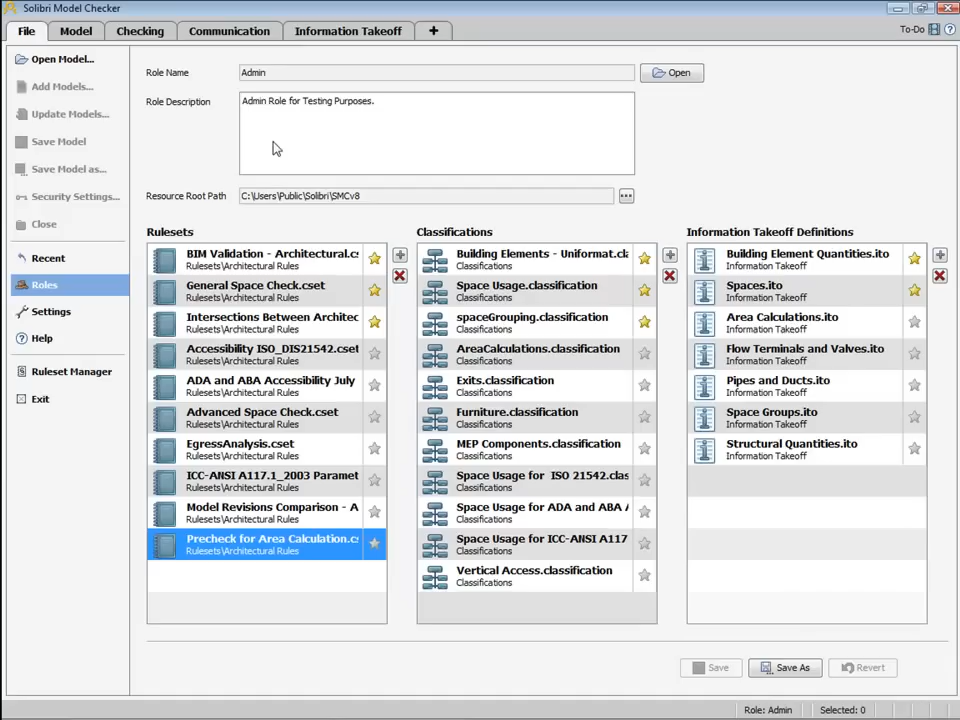 Solibri Model Checker
File
Model
Checking
Communication
Information Takeoff
+
To-Do
Open Model...
Add Models...
Update Models...
Save Model
Save Model as...
Security Settings...
Close
Recent
Roles
Settings
Help
Ruleset Manager
Exit
Role Name
Admin
Open
Role Description
Admin Role for Testing Purposes.
Resource Root Path
C:\Users\Public\Solibri\SMCv8
Rulesets
BIM Validation - Architectural.cs
Rulesets\Architectural Rules
General Space Check.cset
Rulesets\Architectural Rules
Intersections Between Architec
Rulesets\Architectural Rules
Accessibility ISO_DIS21542.cset
Rulesets\Architectural Rules
ADA and ABA Accessibility July
Rulesets\Architectural Rules
Advanced Space Check.cset
Rulesets\Architectural Rules
EgressAnalysis.cset
Rulesets\Architectural Rules
ICC-ANSI A117.1_2003 Paramet
Rulesets\Architectural Rules
Model Revisions Comparison - A
Rulesets\Architectural Rules
Precheck for Area Calculation.cs
Rulesets\Architectural Rules
Classifications
Building Elements - Uniformat.cla
Classifications
Space Usage.classification
Classifications
spaceGrouping.classification
Classifications
AreaCalculations.classification
Classifications
Exits.classification
Classifications
Furniture.classification
Classifications
MEP Components.classification
Classifications
Space Usage for ISO 21542.clas
Classifications
Space Usage for ADA and ABA
Classifications
Space Usage for ICC-ANSI A117
Classifications
Vertical Access.classification
Classifications
Information Takeoff Definitions
Building Element Quantities.ito
Information Takeoff
Spaces.ito
Information Takeoff
Area Calculations.ito
Information Takeoff
Flow Terminals and Valves.ito
Information Takeoff
Pipes and Ducts.ito
Information Takeoff
Space Groups.ito
Information Takeoff
Structural Quantities.ito
Information Takeoff
Save
Save As
Revert
Role: Admin
Selected: 0